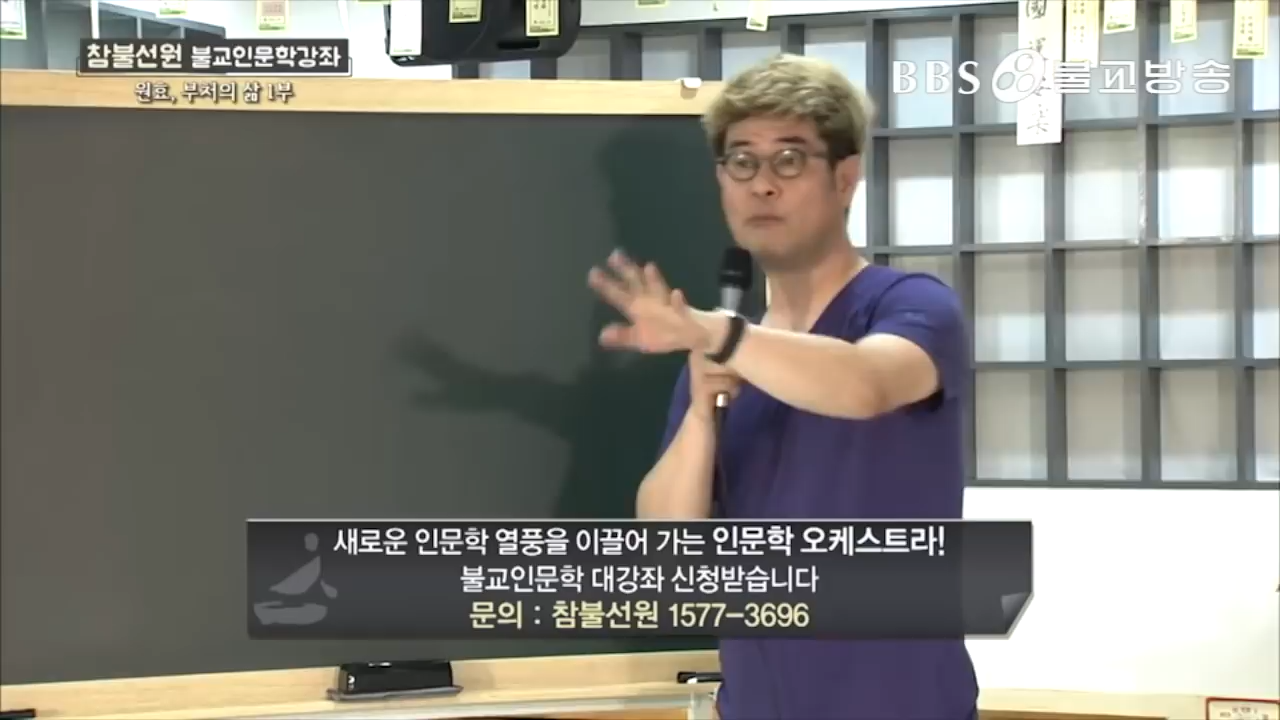 참불선원 불교인문학강좌
원효, 부처의 삶 1부
BBS 불교방송
國
새로운 인문학 열풍을 이끌어 가는 인문학 오케스트라!
불교인문학 대강좌 신청받습니다
문의 : 참불선원 1577-3696